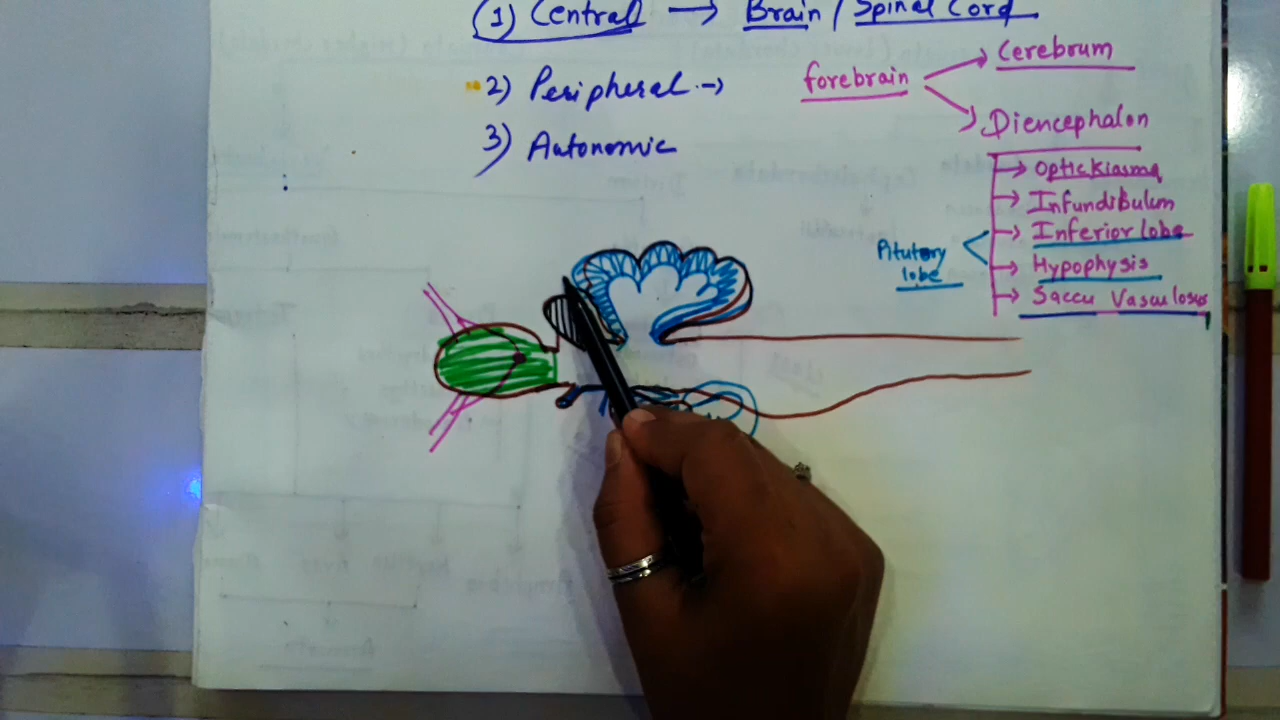 (1) Central → Brain / Spinal Cord
2) Peripheral →
3) Autonomic
forebrain
Cerebrum
Diencephalon
Optic Kiasma
Infundibulum
Inferior lobe
Hypophysis
Saccu Vasculosus
Pitutory
lobe